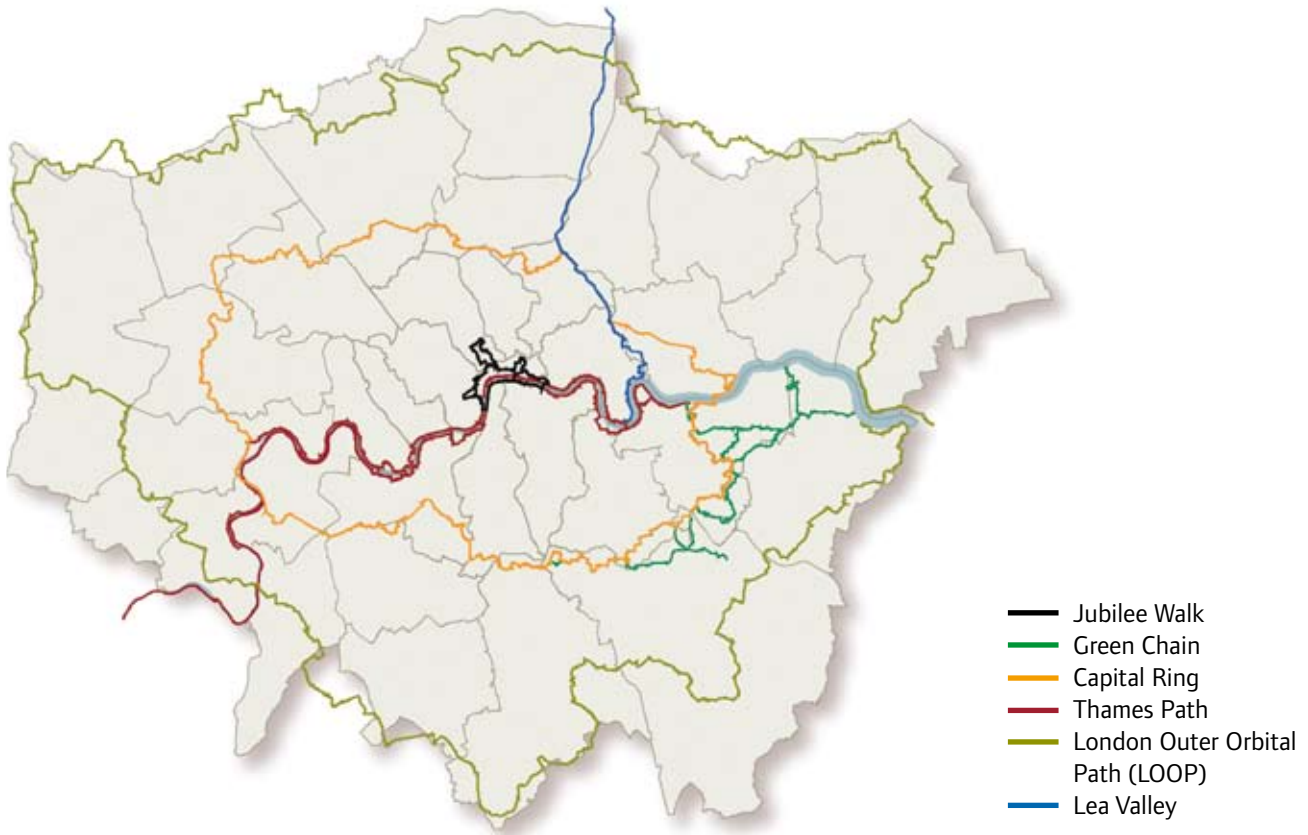 Jubilee Walk
Green Chain
Capital Ring
Thames Path
London Outer Orbital
Path (LOOP)
Lea Valley